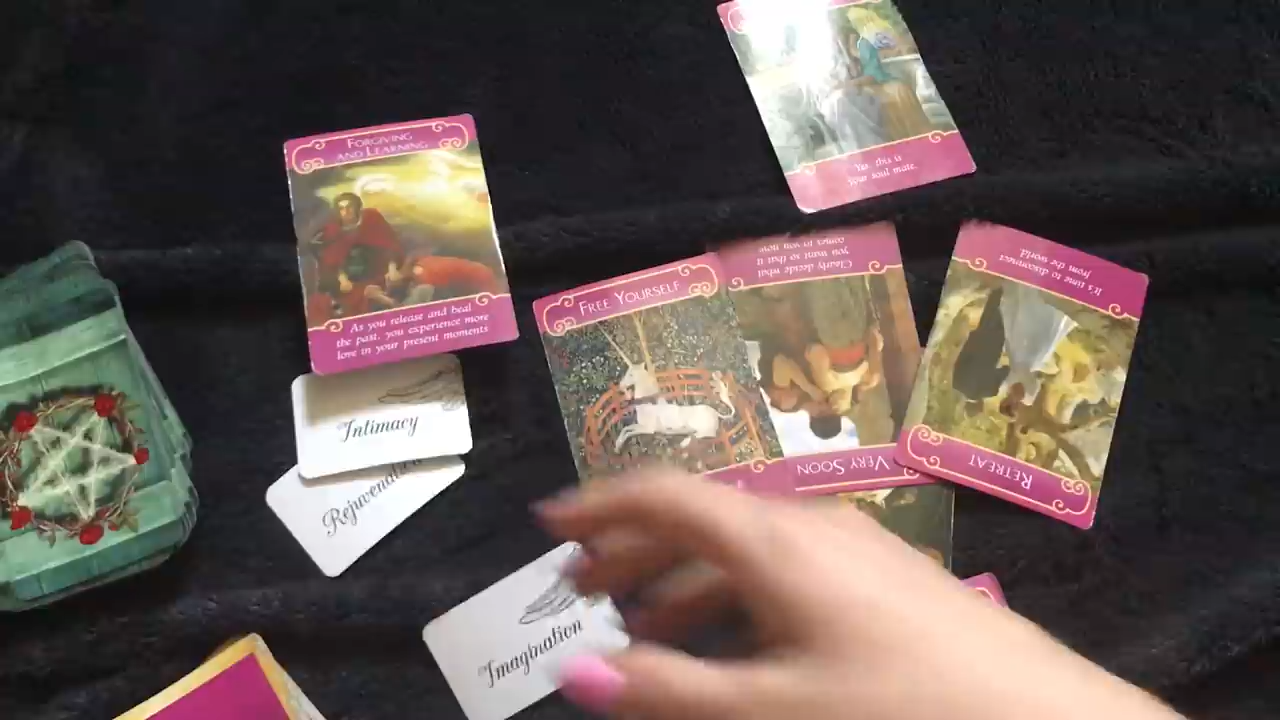 Yes, this is
your soul mate.
FORGIVING
AND LEARNING
As you release and heal
the past, you experience more
love in your present moments
FREE YOURSELF
Clearly decide what
you want so that it
comes to you now
VERY SOON
It's time to disconnect
from the world.
RETREAT
Intimacy
Rejuvenation
Imagination